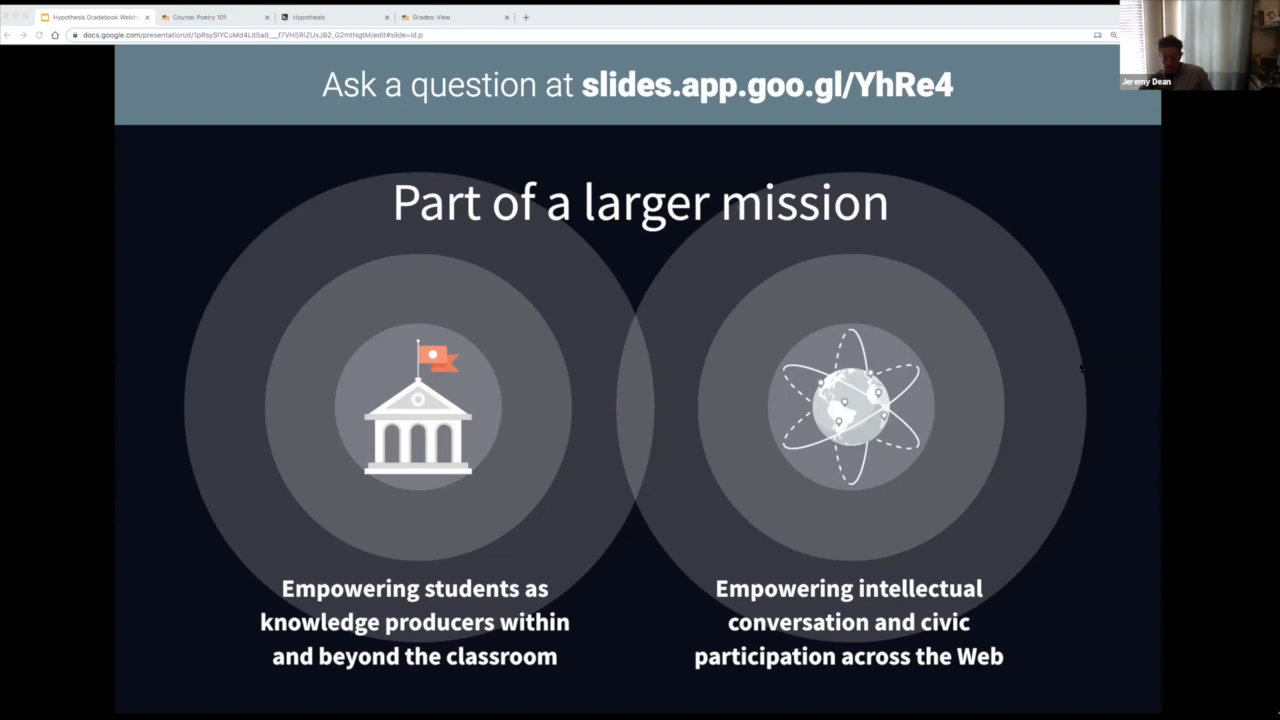 Hypothesis Gradebook Webin
Course: Poetry 101
Hypothesis
Grades: View
Ask a question at slides.app.goo.gl/YhRe4
Jeremy Dean
Part of a larger mission
Empowering students as
knowledge producers within
and beyond the classroom
Empowering intellectual
conversation and civic
participation across the Web